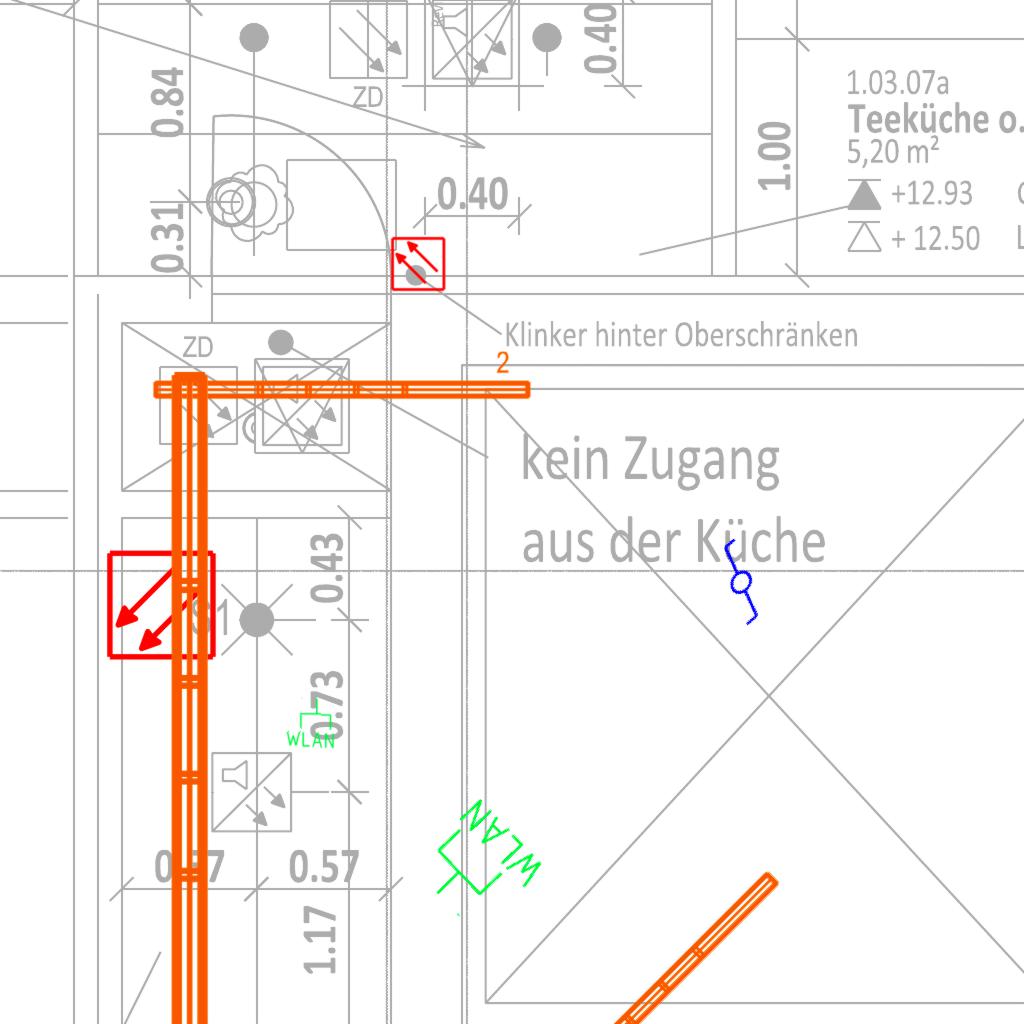 0.40
Rev
0.84
ZD
1.03.07a
Teeküche o.
5,20 m²
1.00
+12.93
+ 12.50
0.40
0.31
Klinker hinter Oberschränken
ZD
2
kein Zugang
aus der Küche
0.43
0.73
WLAN
WLAN
0.57
1.17